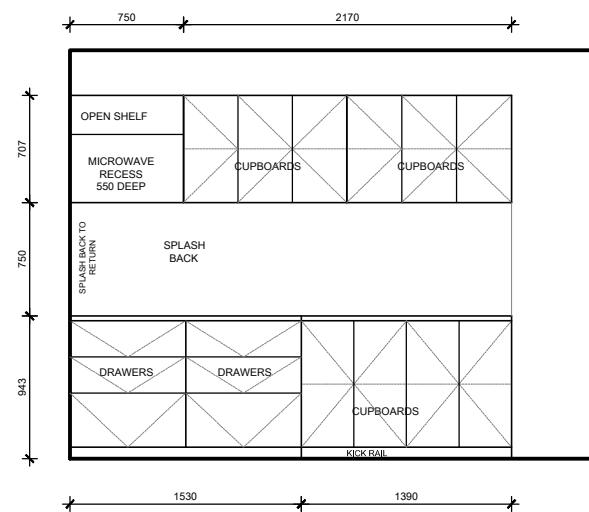 750
2170
OPEN SHELF
MICROWAVE
RECESS
550 DEEP
CUPBOARDS
CUPBOARDS
707
SPLASH BACK TO
RETURN
SPLASH
BACK
750
DRAWERS
DRAWERS
CUPBOARDS
943
KICK RAIL
1530
1390